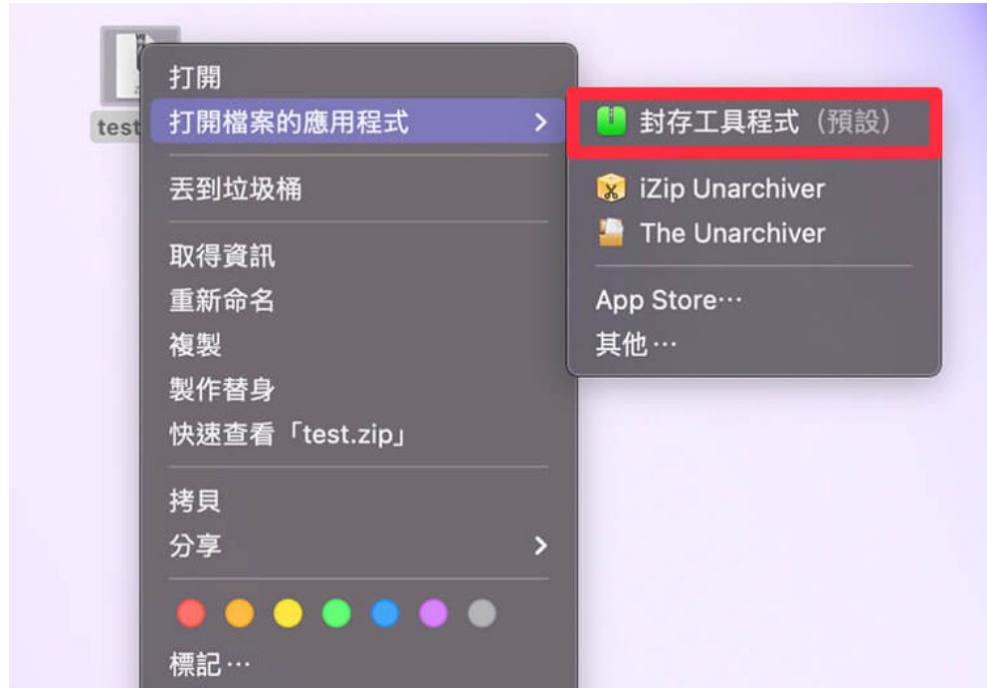 test
打開
打開檔案的應用程式
丟到垃圾桶
取得資訊
重新命名
複製
製作替身
快速查看「test.zip」
拷貝
分享
標記…
封存工具程式（預設）
iZip Unarchiver
The Unarchiver
App Store…
其他…